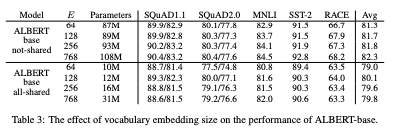 Model E Parameters SQuAD1.1 SQuAD2.0 MNLI SST-2 RACE Avg
ALBERT base not-shared
64 87M 89.9/82.9 80.1/77.8 82.9 91.5 66.7 81.3
128 89M 89.9/82.8 80.3/77.3 83.7 91.5 67.9 81.7
256 93M 90.2/83.2 80.3/77.4 84.1 91.9 67.3 81.8
768 108M 90.4/83.2 80.4/77.6 84.5 92.8 68.2 82.3
ALBERT base all-shared
64 10M 88.7/81.4 77.5/74.8 80.8 89.4 63.5 79.0
128 12M 89.3/82.3 80.0/77.1 81.6 90.3 64.0 80.1
256 16M 88.8/81.5 79.1/76.3 81.5 90.3 63.4 79.6
768 31M 88.6/81.5 79.2/76.6 82.0 90.6 63.3 79.8
Table 3: The effect of vocabulary embedding size on the performance of ALBERT-base.